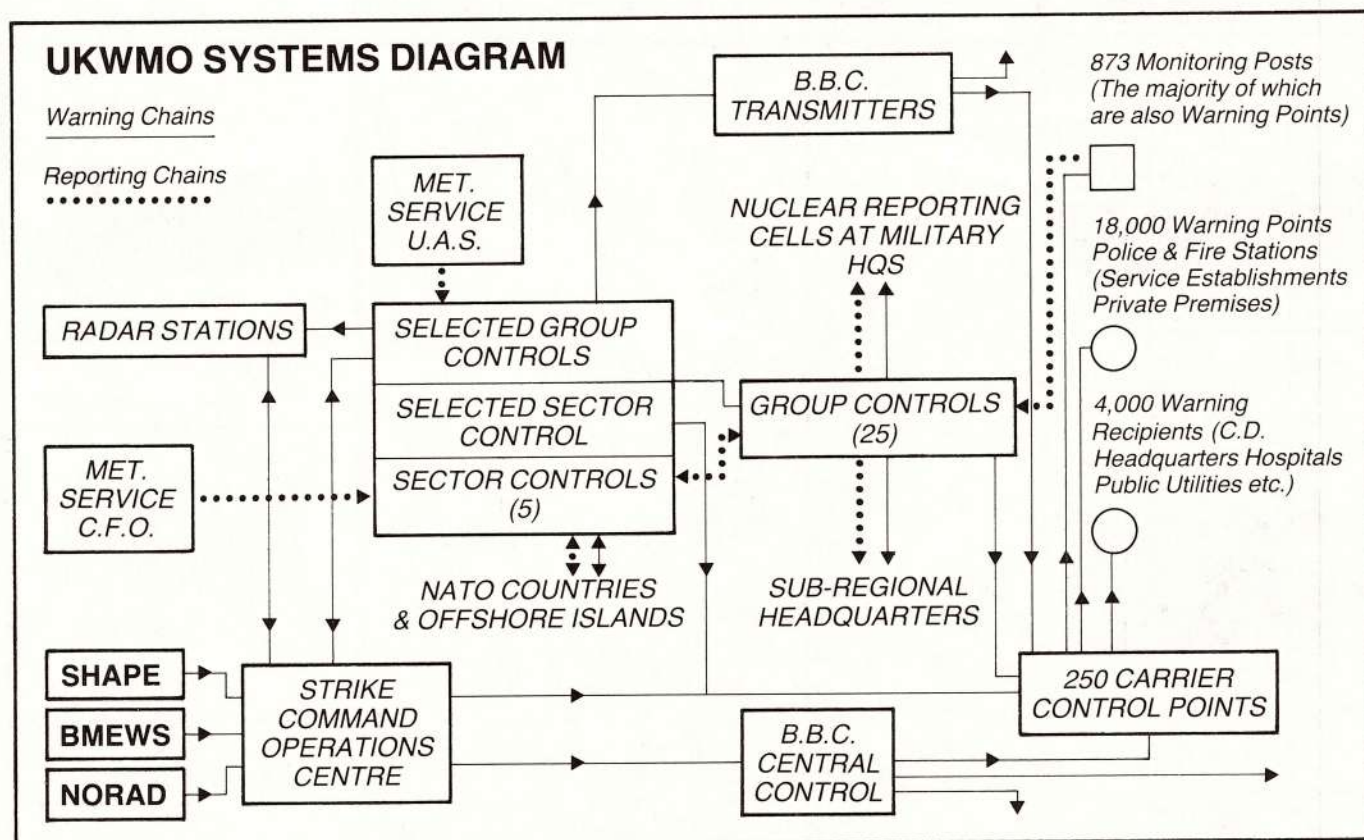 UKWMO SYSTEMS DIAGRAM
Warning Chains
Reporting Chains
MET.
SERVICE
U.A.S.
B.B.C.
TRANSMITTERS
873 Monitoring Posts
(The majority of which
are also Warning Points)
NUCLEAR REPORTING
CELLS AT MILITARY
HQS
18,000 Warning Points
Police & Fire Stations
(Service Establishments
Private Premises)
RADAR STATIONS
SELECTED GROUP
CONTROLS
SELECTED SECTOR
CONTROL
SECTOR CONTROLS
(5)
GROUP CONTROLS
(25)
4,000 Warning
Recipients (C.D.
Headquarters Hospitals
Public Utilities etc.)
MET.
SERVICE
C.F.O.
NATO COUNTRIES
& OFFSHORE ISLANDS
SUB-REGIONAL
HEADQUARTERS
SHAPE
BMEWS
NORAD
STRIKE
COMMAND
OPERATIONS
CENTRE
B.B.C.
CENTRAL
CONTROL
250 CARRIER
CONTROL POINTS